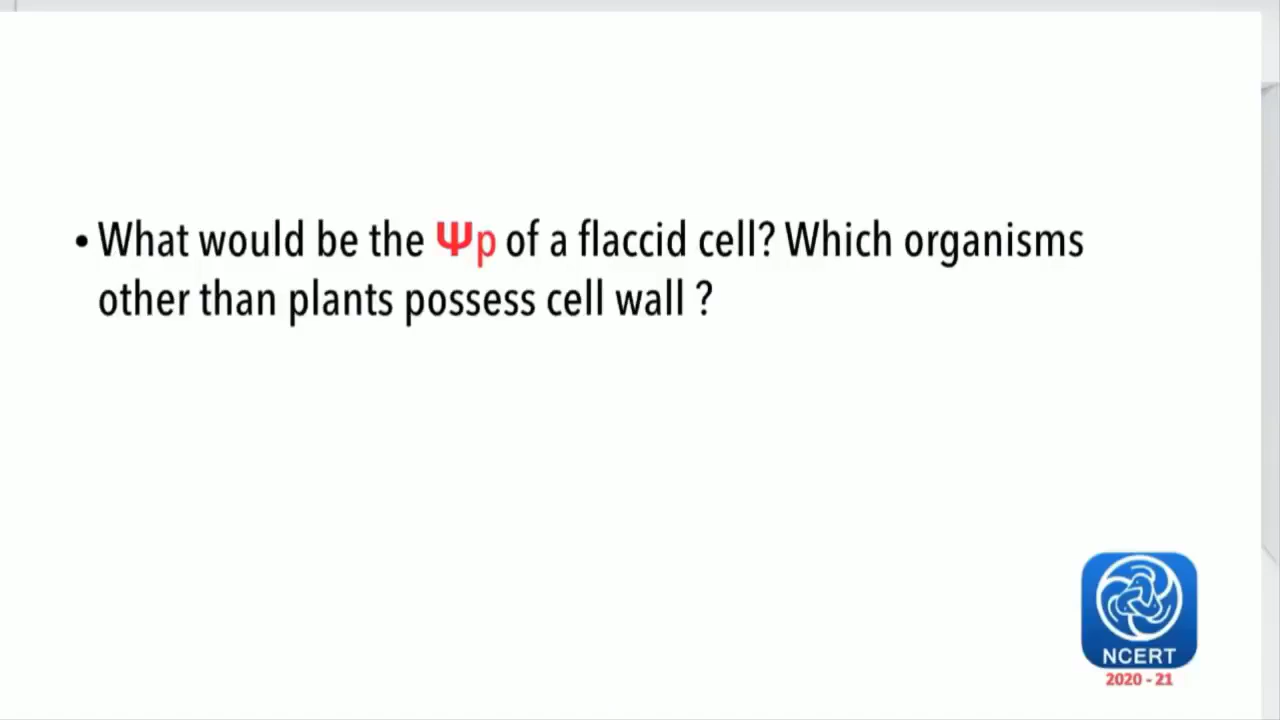 • What would be the Ψp of a flaccid cell? Which organisms
other than plants possess cell wall ?
NCERT
2020 - 21